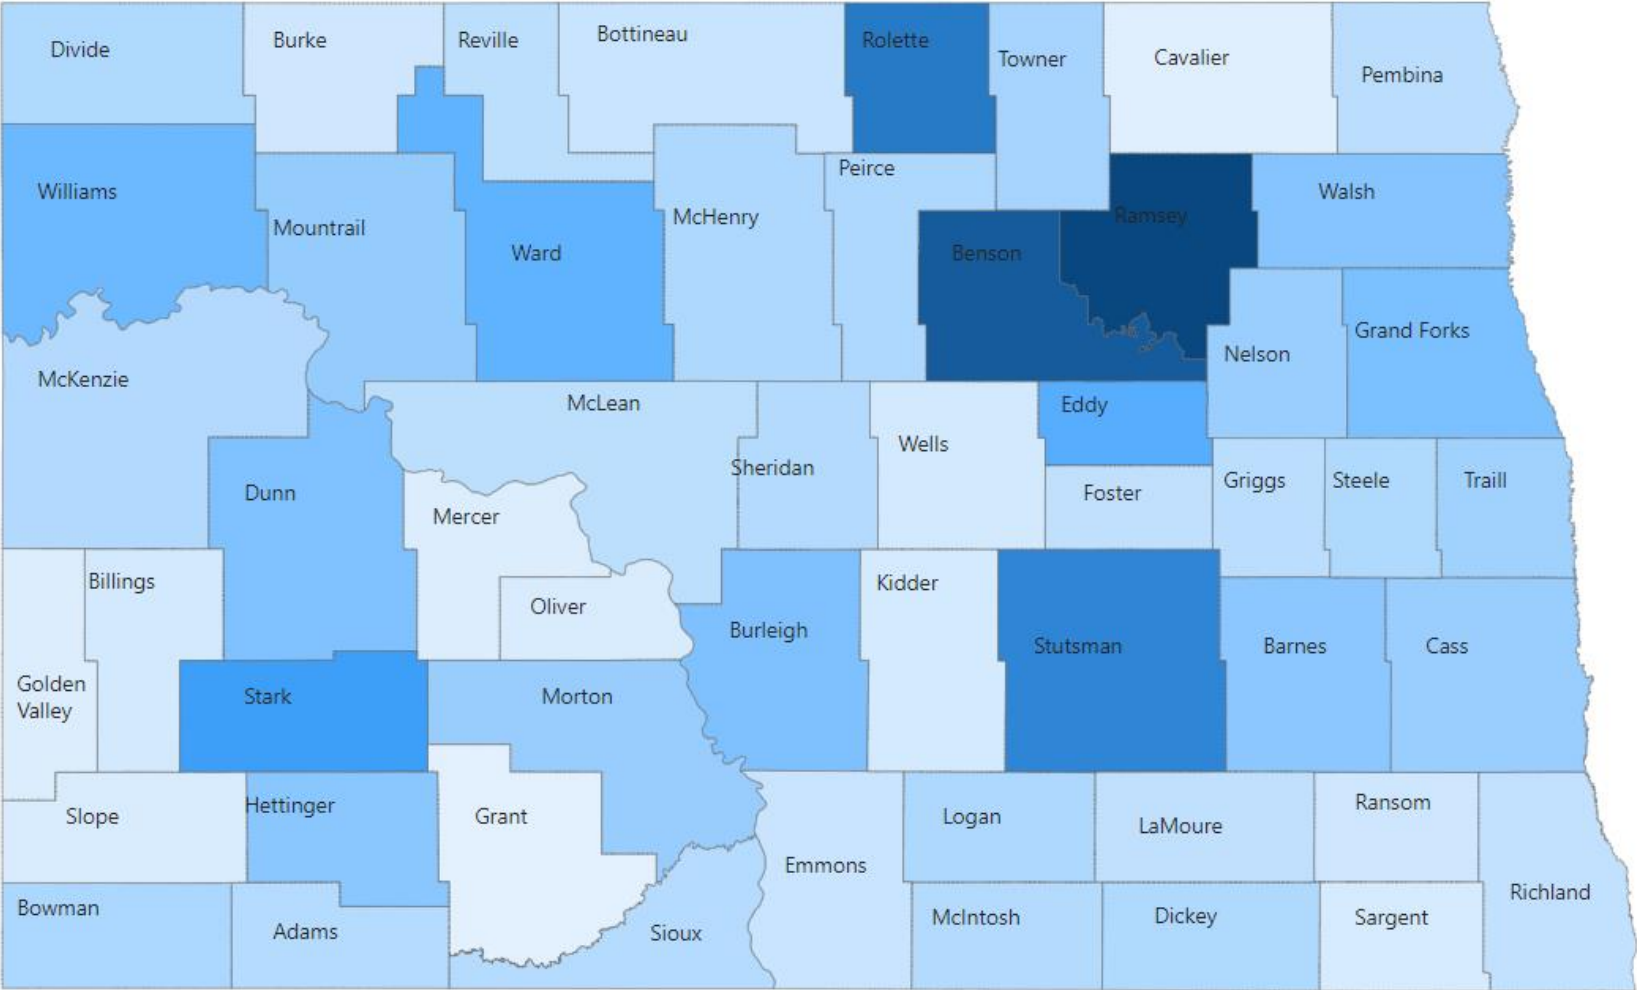 Divide
Burke
Reville
Bottineau
Rolette
Towner
Cavalier
Pembina
Williams
Mountrail
Ward
McHenry
Peirce
Benson
Ramsey
Walsh
McKenzie
McLean
Sheridan
Wells
Eddy
Nelson
Grand Forks
Dunn
Mercer
Foster
Griggs
Steele
Traill
Billings
Oliver
Burleigh
Kidder
Stutsman
Barnes
Cass
Golden
Valley
Stark
Morton
Slope
Hettinger
Grant
Emmons
Logan
LaMoure
Ransom
Richland
Bowman
Adams
Sioux
McIntosh
Dickey
Sargent